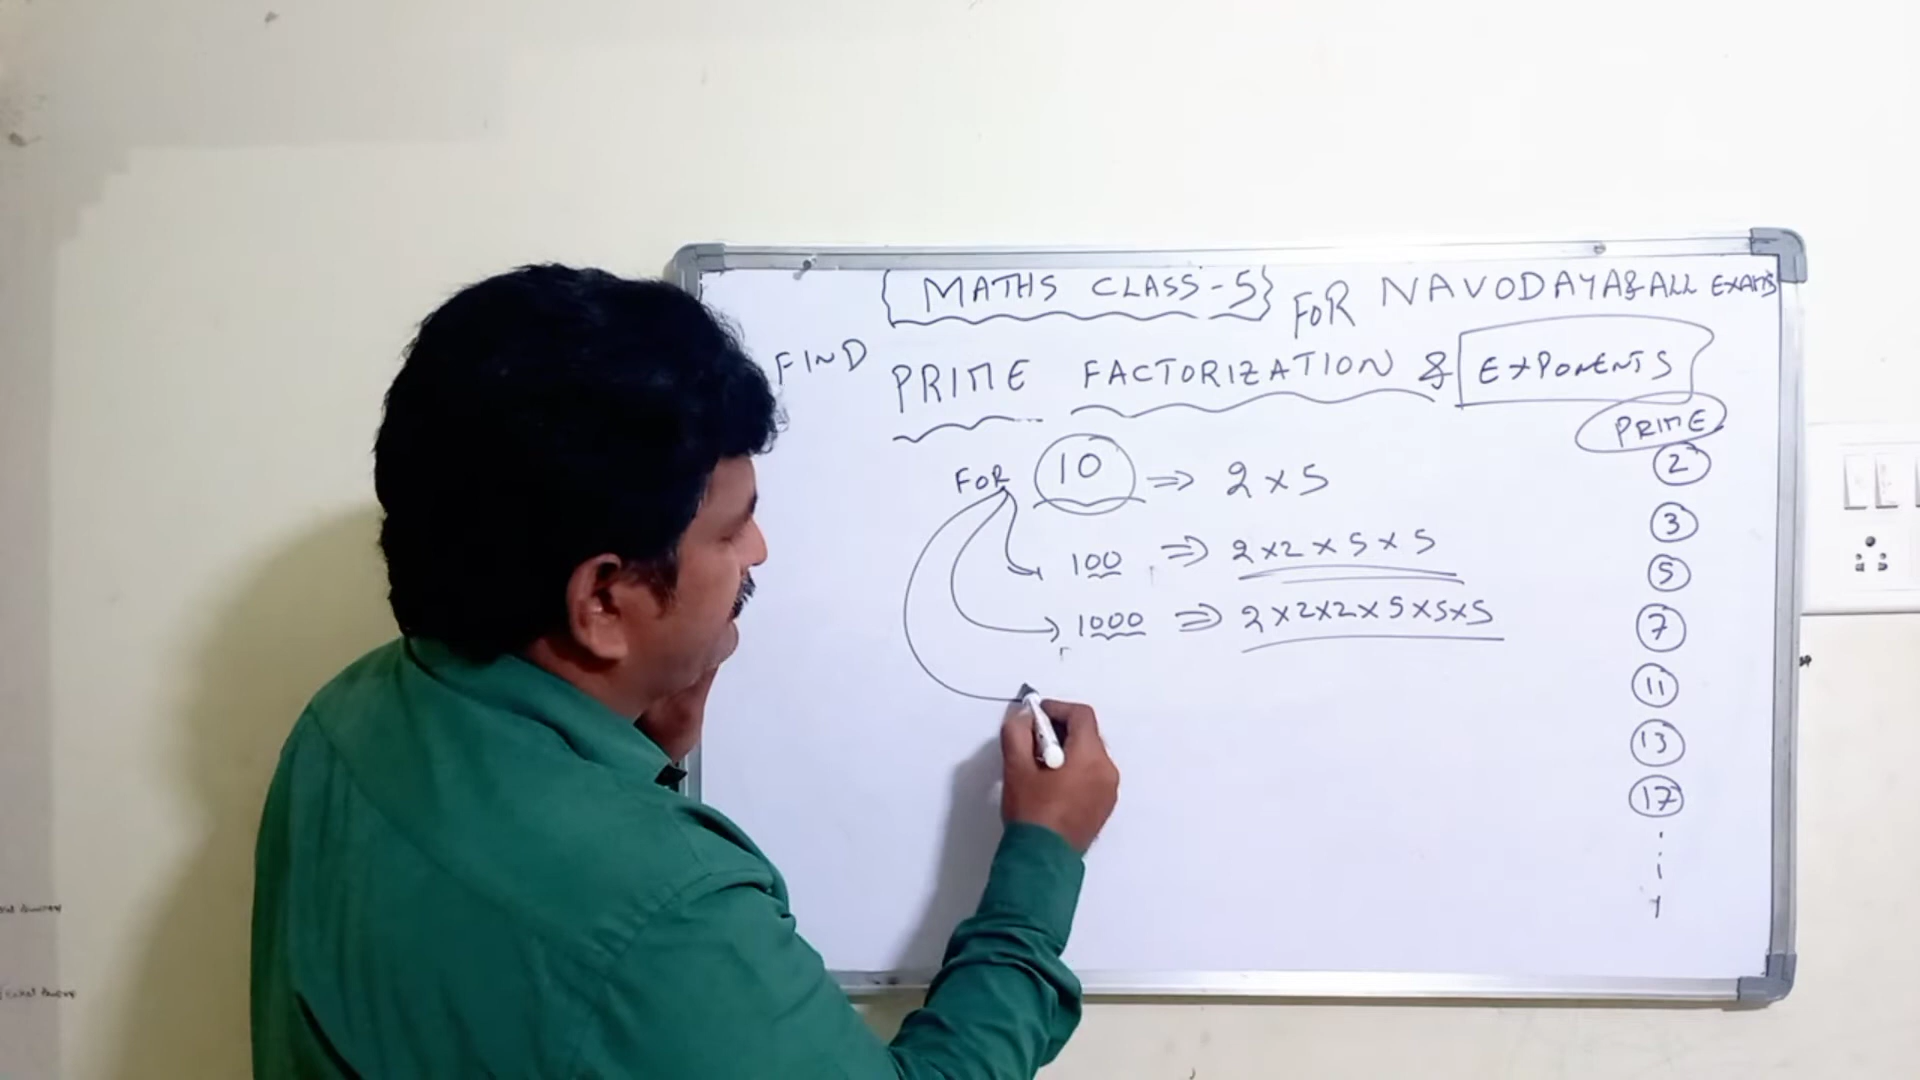 {MATHS CLASS-5} FOR NAVODAYA & ALL EXAMS
FIND PRIME FACTORIZATION & EXPONENTS
PRIME
FOR 10 ⇒ 2 × 5
2
3
100 ⇒ 2 × 2 × 5 × 5
5
1000 ⇒ 2 × 2 × 2 × 5 × 5 × 5
7
11
13
17